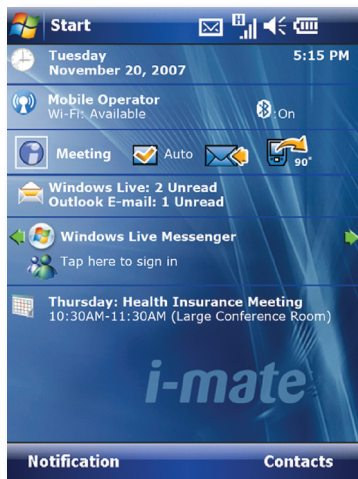 Start
H
Tuesday 5:15 PM
November 20, 2007
Mobile Operator
Wi-Fi: Available :On
Meeting Auto 90°
Windows Live: 2 Unread
Outlook E-mail: 1 Unread
Windows Live Messenger
Tap here to sign in
Thursday: Health Insurance Meeting
10:30AM-11:30AM (Large Conference Room)
i-mate
Notification Contacts